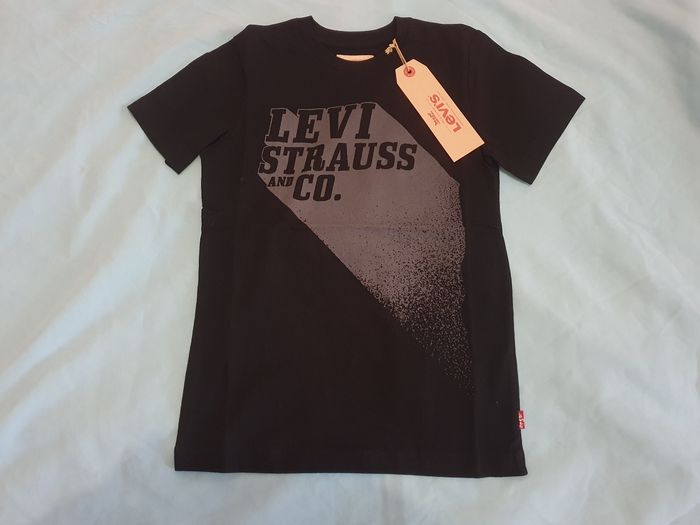 LEVI
STRAUSS
AND CO.
Levi's